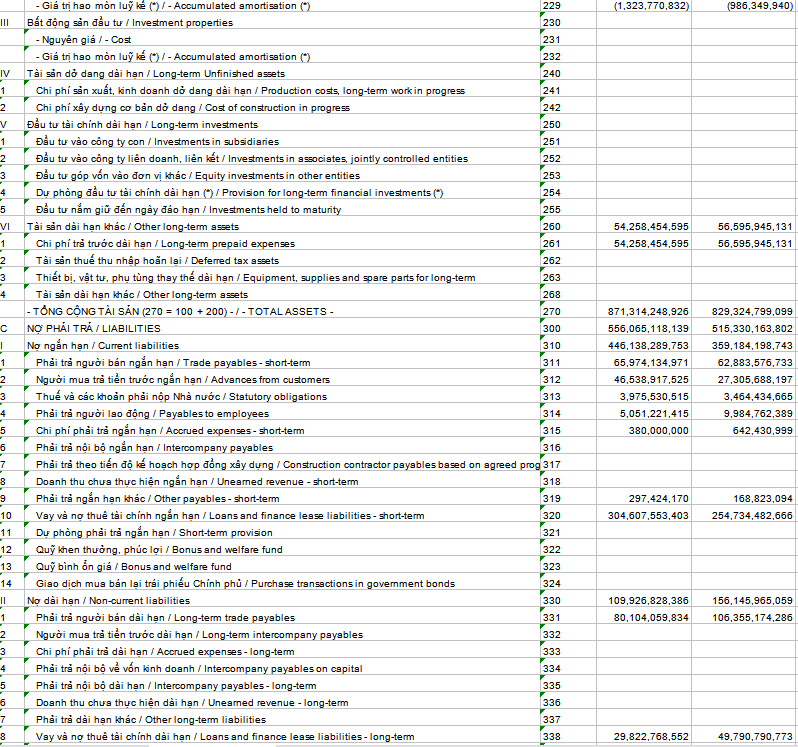 - Giá trị hao mòn luỹ kế (*) / - Accumulated amortisation (*) 229 (1,323,770,832) (986,349,940)
III Bất động sản đầu tư / Investment properties 230
- Nguyên giá / - Cost 231
- Giá trị hao mòn luỹ kế (*) / - Accumulated amortisation (*) 232
IV Tài sản dở dang dài hạn / Long-term Unfinished assets 240
1 Chi phí sản xuất, kinh doanh dở dang dài hạn / Production costs, long-term work in progress 241
2 Chi phí xây dựng cơ bản dở dang / Cost of construction in progress 242
V Đầu tư tài chính dài hạn / Long-term investments 250
1 Đầu tư vào công ty con / Investments in subsidiaries 251
2 Đầu tư vào công ty liên doanh, liên kết / Investments in associates, jointly controlled entities 252
3 Đầu tư góp vốn vào đơn vị khác / Equity investments in other entities 253
4 Dự phòng đầu tư tài chính dài hạn (*) / Provision for long-term financial investments (*) 254
5 Đầu tư nắm giữ đến ngày đáo hạn / Investments held to maturity 255
VI Tài sản dài hạn khác / Other long-term assets 260 54,258,454,595 56,595,945,131
1 Chi phí trả trước dài hạn / Long-term prepaid expenses 261 54,258,454,595 56,595,945,131
2 Tài sản thuế thu nhập hoãn lại / Deferred tax assets 262
3 Thiết bị, vật tư, phụ tùng thay thế dài hạn / Equipment, supplies and spare parts for long-term 263
4 Tài sản dài hạn khác / Other long-term assets 268
- TỔNG CỘNG TÀI SẢN (270 = 100 + 200) - / - TOTAL ASSETS - 270 871,314,248,926 829,324,799,099
C NỢ PHẢI TRẢ / LIABILITIES 300 556,065,118,139 515,330,163,802
I Nợ ngắn hạn / Current liabilities 310 446,138,289,753 359,184,198,743
1 Phải trả người bán ngắn hạn / Trade payables - short-term 311 65,974,134,971 62,883,576,733
2 Người mua trả tiền trước ngắn hạn / Advances from customers 312 46,538,917,525 27,305,688,197
3 Thuế và các khoản phải nộp Nhà nước / Statutory obligations 313 3,975,530,515 3,464,434,665
4 Phải trả người lao động / Payables to employees 314 5,051,221,415 9,984,762,389
5 Chi phí phải trả ngắn hạn / Accrued expenses - short-term 315 380,000,000 642,430,999
6 Phải trả nội bộ ngắn hạn / Intercompany payables 316
7 Phải trả theo tiến độ kế hoạch hợp đồng xây dựng / Construction contractor payables based on agreed prog 317
8 Doanh thu chưa thực hiện ngắn hạn / Unearned revenue - short-term 318
9 Phải trả ngắn hạn khác / Other payables - short-term 319 297,424,170 168,823,094
10 Vay và nợ thuê tài chính ngắn hạn / Loans and finance lease liabilities - short-term 320 304,607,553,403 254,734,482,666
11 Dự phòng phải trả ngắn hạn / Short-term provision 321
12 Quỹ khen thưởng, phúc lợi / Bonus and welfare fund 322
13 Quỹ bình ổn giá / Bonus and welfare fund 323
14 Giao dịch mua bán lại trái phiếu Chính phủ / Purchase transactions in government bonds 324
II Nợ dài hạn / Non-current liabilities 330 109,926,828,386 156,145,965,059
1 Phải trả người bán dài hạn / Long-term trade payables 331 80,104,059,834 106,355,174,286
2 Người mua trả tiền trước dài hạn / Long-term intercompany payables 332
3 Chi phí phải trả dài hạn / Accrued expenses - long-term 333
4 Phải trả nội bộ về vốn kinh doanh / Intercompany payables on capital 334
5 Phải trả nội bộ dài hạn / Intercompany payables - long-term 335
6 Doanh thu chưa thực hiện dài hạn / Unearned revenue - long-term 336
7 Phải trả dài hạn khác / Other long-term liabilities 337
8 Vay và nợ thuê tài chính dài hạn / Loans and finance lease liabilities - long-term 338 29,822,768,552 49,790,790,773